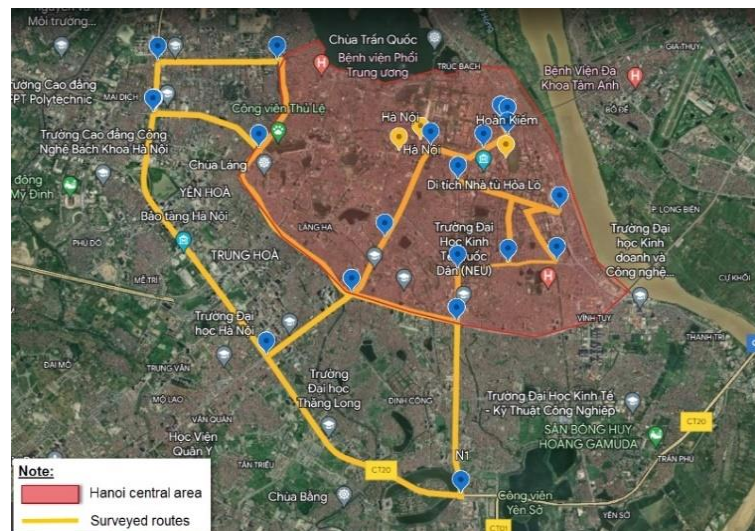 Môi trường...
Chùa Trấn Quốc
TRÚC BẠCH
GIA THỤY
Bệnh viện Phổi
Trung ương
Trường Cao đẳng
FPT Polytechnic
MAI DỊCH
Bệnh Viện Đa
Khoa Tâm Anh
BỒ ĐỀ
Công viên Thủ Lệ
Hà Nội
Hoàn Kiếm
Hà Nội
Trường Cao đẳng Công
Nghệ Bách Khoa Hà Nội
Chùa Láng
Di tích Nhà tù Hỏa Lò
động
Mỹ Đình
YÊN HOÀ
Bảo tàng Hà Nội
P. LONG BIÊN
LÁNG HẠ
Trường Đại
Học Kinh
Tế Quốc
Dân (NEU)
Trường Đại
học Kinh
doanh và
Công nghệ...
PHÚ ĐÔ
TRUNG HOÀ
MỄ TRÌ
CỰ KHỐI
VĨNH TUY
Trường Đại
học Hà Nội
THANH TRÌ
ĐẠI MỖ
TRUNG VĂN
Trường
Đại học
Thăng Long
MỘ LAO
ĐỊNH CÔNG
Trường Đại Học Kinh Tế
- Kỹ Thuật Công Nghiệp
VĂN QUÁN
CT20
SÂN BÓNG HUY
HOÀNG GAMUDA
Học Viện
Quân Y
TÂN TRIỀU
N1
TRẦN PHÚ
CT20
Chùa Bằng
Công viên
Yên Sở
YÊN SỞ
CT01
Note:
Hanoi central area
Surveyed routes